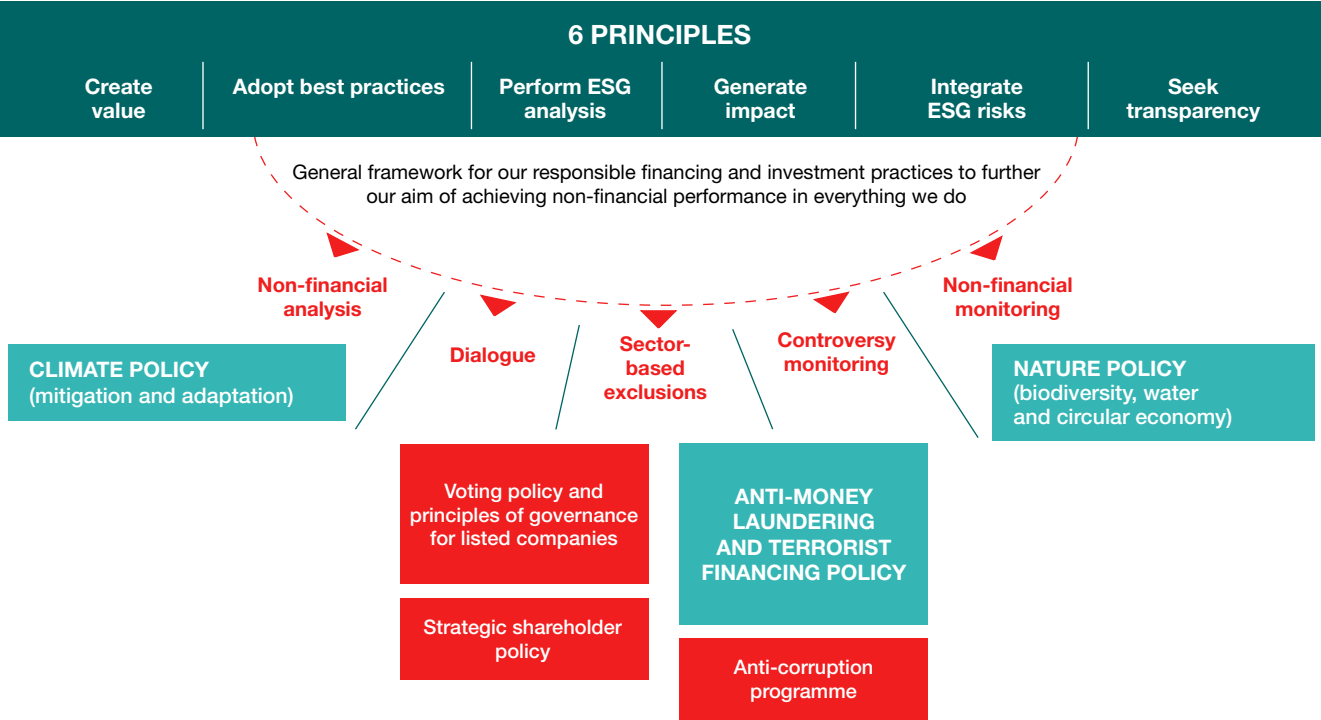 6 PRINCIPLES
Create
value
Adopt best practices
Perform ESG
analysis
Generate
impact
Integrate
ESG risks
Seek
transparency
General framework for our responsible financing and investment practices to further
our aim of achieving non-financial performance in everything we do
Non-financial
analysis
Dialogue
Sector-
based
exclusions
Controversy
monitoring
Non-financial
monitoring
CLIMATE POLICY
(mitigation and adaptation)
NATURE POLICY
(biodiversity, water
and circular economy)
Voting policy and
principles of governance
for listed companies
Strategic shareholder
policy
ANTI-MONEY
LAUNDERING
AND TERRORIST
FINANCING POLICY
Anti-corruption
programme